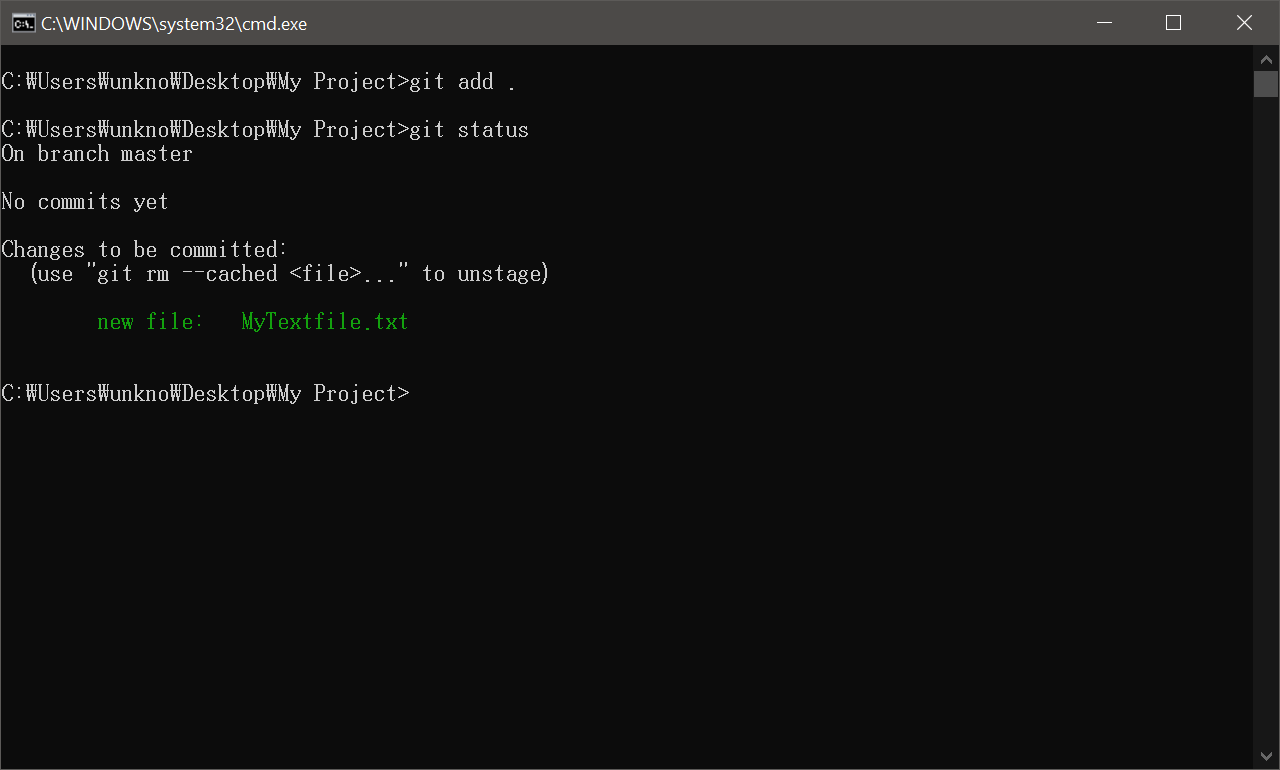 C:\WINDOWS\system32\cmd.exe
C:₩Users₩unkno₩Desktop₩My Project>git add .
C:₩Users₩unkno₩Desktop₩My Project>git status
On branch master
No commits yet
Changes to be committed:
  (use "git rm --cached <file>..." to unstage)
        new file:   MyTextfile.txt
C:₩Users₩unkno₩Desktop₩My Project>